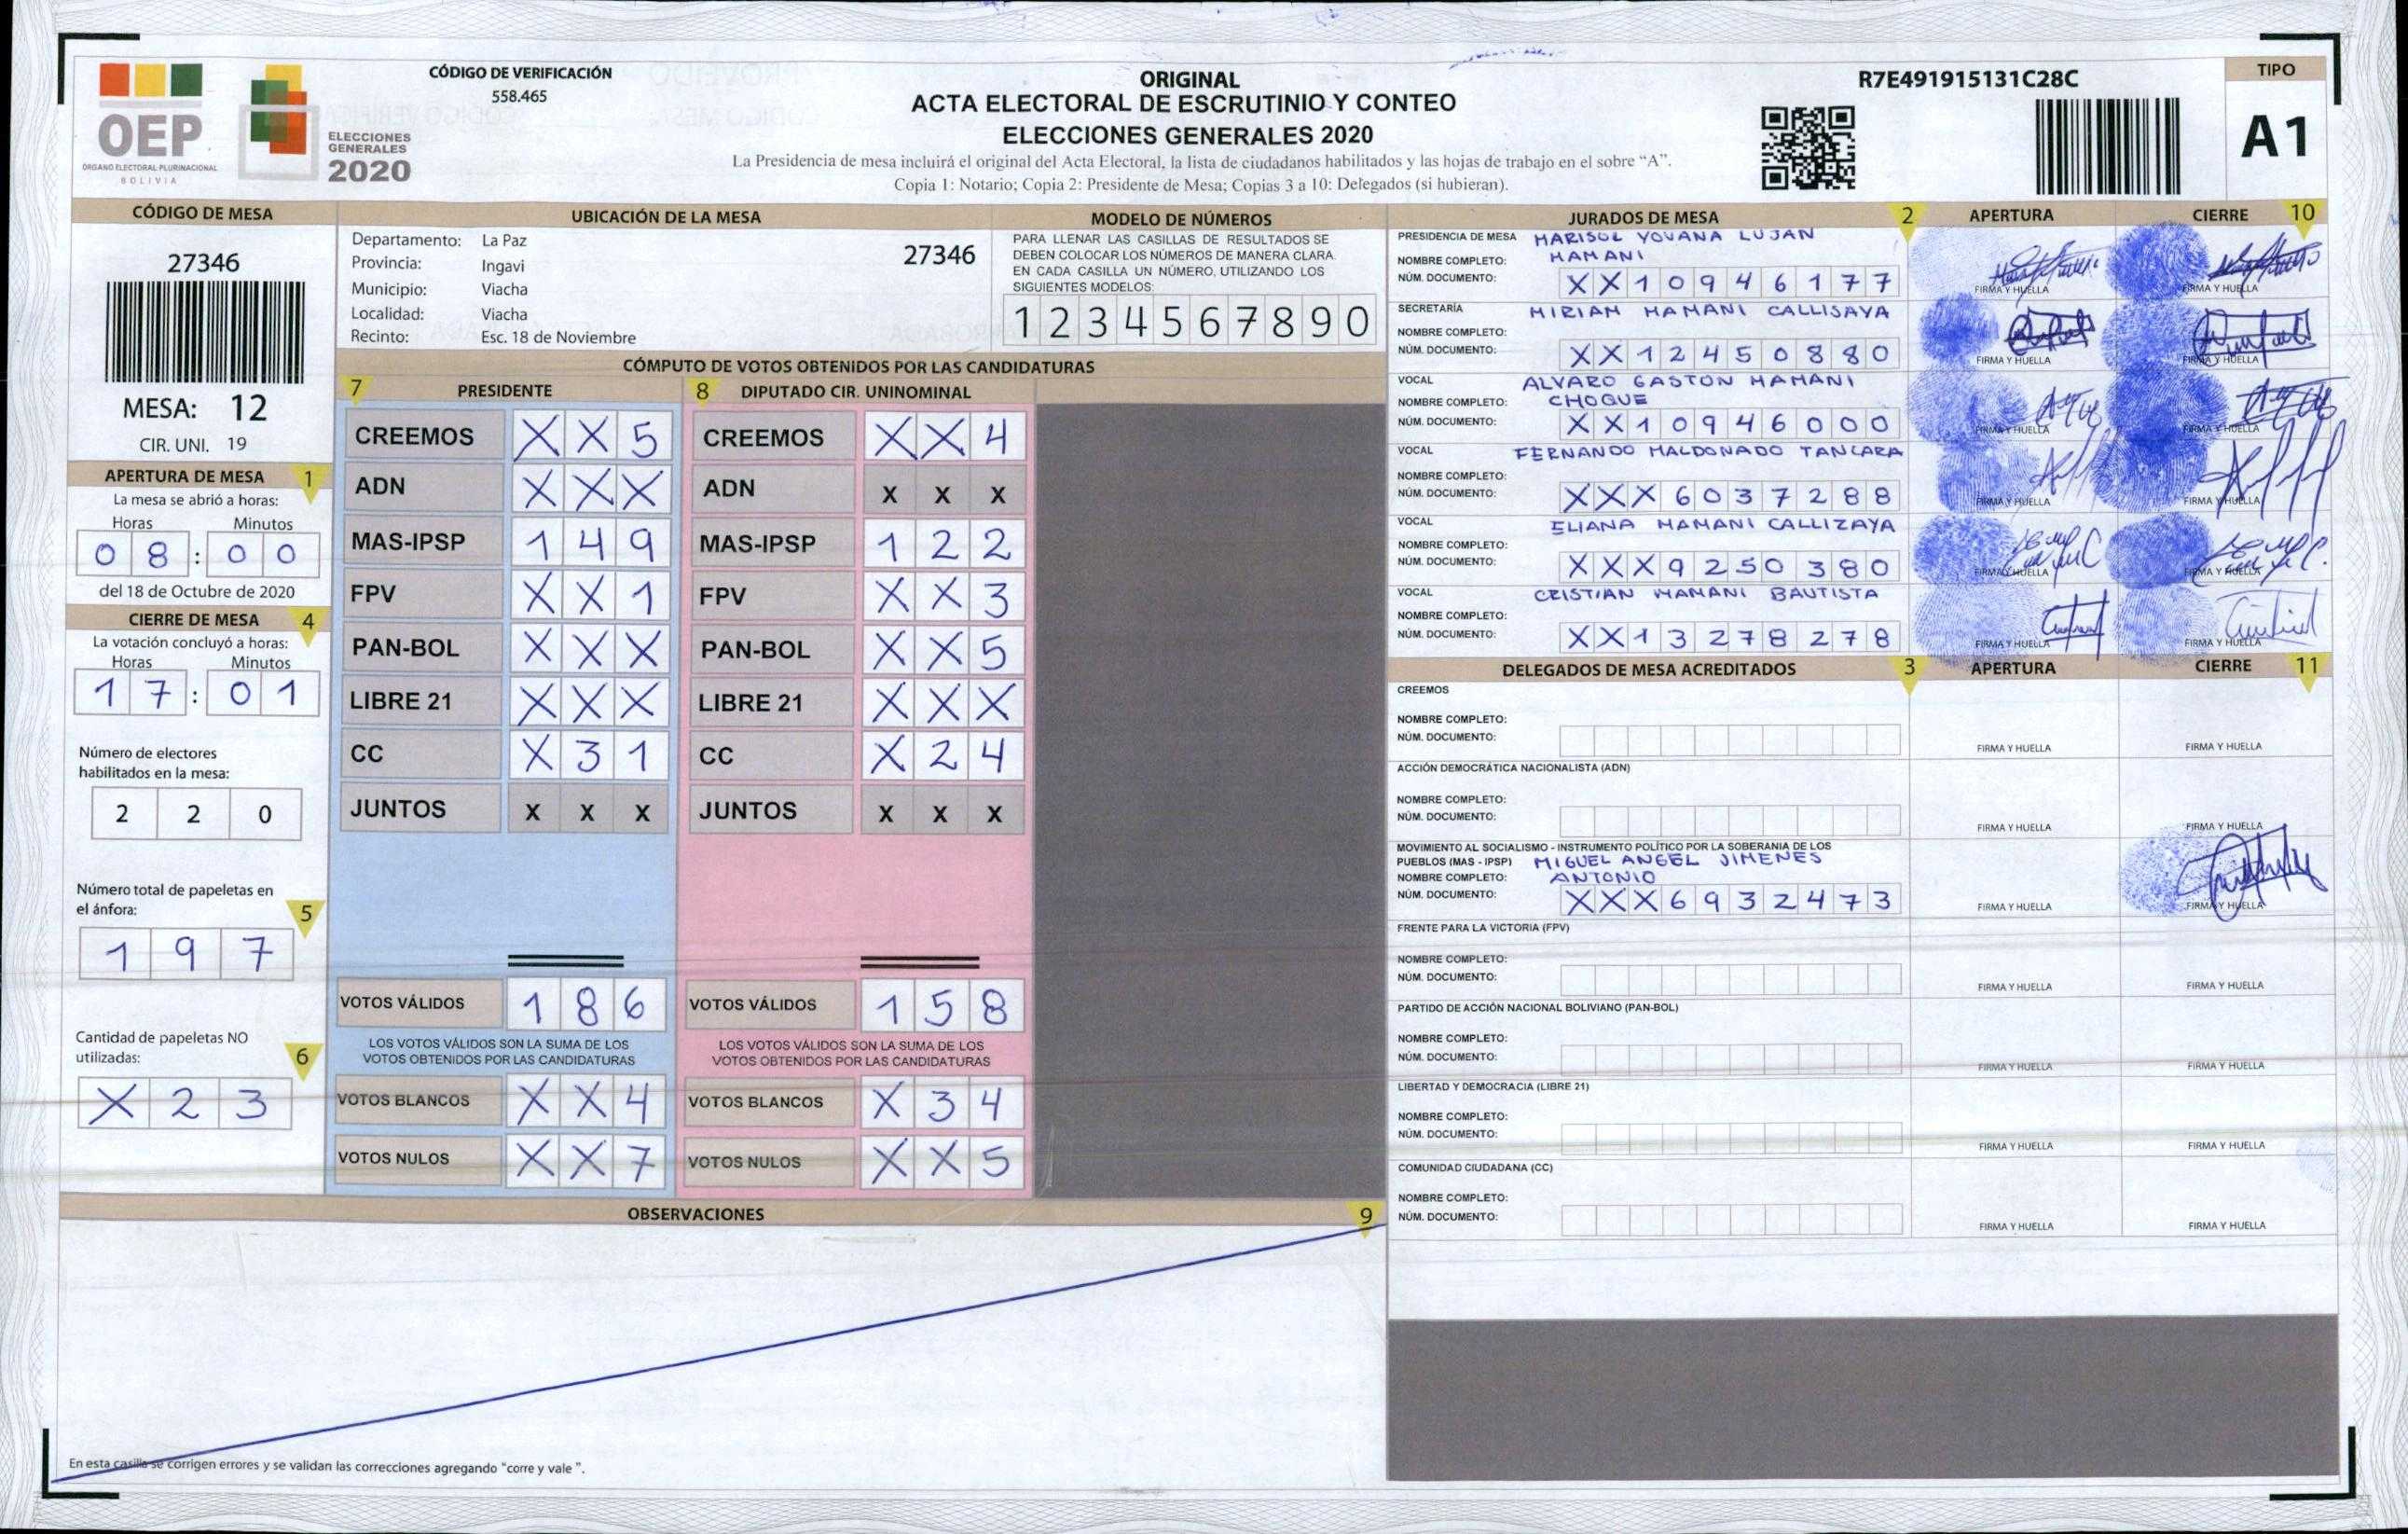 OEP
ÓRGANO ELECTORAL PLURINACIONAL
BOLIVIA
ELECCIONES
GENERALES
2020
CÓDIGO DE VERIFICACIÓN
558.465
ORIGINAL
ACTA ELECTORAL DE ESCRUTINIO Y CONTEO
ELECCIONES GENERALES 2020
La Presidencia de mesa incluirá el original del Acta Electoral, la lista de ciudadanos habilitados y las hojas de trabajo en el sobre “A”.
Copia 1: Notario; Copia 2: Presidente de Mesa; Copias 3 a 10: Delegados (si hubieran).
R7E491915131C28C
TIPO
A1
CÓDIGO DE MESA
27346
MESA: 12
CIR. UNI. 19
APERTURA DE MESA 1
La mesa se abrió a horas:
Horas Minutos
0 8 : 0 0
del 18 de Octubre de 2020
CIERRE DE MESA 4
La votación concluyó a horas:
Horas Minutos
1 7 : 0 1
Número de electores
habilitados en la mesa:
2 2 0
Número total de papeletas en
el ánfora: 5
1 9 7
Cantidad de papeletas NO
utilizadas: 6
X 2 3
UBICACIÓN DE LA MESA
Departamento: La Paz 27346
Provincia: Ingavi
Municipio: Viacha
Localidad: Viacha
Recinto: Esc. 18 de Noviembre
MODELO DE NÚMEROS
PARA LLENAR LAS CASILLAS DE RESULTADOS SE
DEBEN COLOCAR LOS NÚMEROS DE MANERA CLARA.
EN CADA CASILLA UN NÚMERO, UTILIZANDO LOS
SIGUIENTES MODELOS:
1 2 3 4 5 6 7 8 9 0
CÓMPUTO DE VOTOS OBTENIDOS POR LAS CANDIDATURAS
7 PRESIDENTE
CREEMOS X X 5
ADN X X X
MAS-IPSP 1 4 9
FPV X X 1
PAN-BOL X X X
LIBRE 21 X X X
CC X 3 1
JUNTOS X X X
VOTOS VÁLIDOS 1 8 6
LOS VOTOS VÁLIDOS SON LA SUMA DE LOS
VOTOS OBTENIDOS POR LAS CANDIDATURAS
VOTOS BLANCOS X X 4
VOTOS NULOS X X 7
8 DIPUTADO CIR. UNINOMINAL
CREEMOS X X 4
ADN X X X
MAS-IPSP 1 2 2
FPV X X 3
PAN-BOL X X 5
LIBRE 21 X X X
CC X 2 4
JUNTOS X X X
VOTOS VÁLIDOS 1 5 8
LOS VOTOS VÁLIDOS SON LA SUMA DE LOS
VOTOS OBTENIDOS POR LAS CANDIDATURAS
VOTOS BLANCOS X 3 4
VOTOS NULOS X X 5
OBSERVACIONES 9
En esta casilla se corrigen errores y se validan las correcciones agregando “corre y vale ”.
JURADOS DE MESA 2 APERTURA CIERRE 10
PRESIDENCIA DE MESA MARISOL YOVANA LUJAN
NOMBRE COMPLETO: MAMANI
NÚM. DOCUMENTO: X X 1 0 9 4 6 1 7 7 FIRMA Y HUELLA FIRMA Y HUELLA
SECRETARÍA MIRIAM MAMANI CALLISAYA
NOMBRE COMPLETO:
NÚM. DOCUMENTO: X X 1 2 4 5 0 8 8 0 FIRMA Y HUELLA FIRMA Y HUELLA
VOCAL ALVARO GASTON MAMANI
NOMBRE COMPLETO: CHOQUE
NÚM. DOCUMENTO: X X 1 0 9 4 6 0 0 0 FIRMA Y HUELLA FIRMA Y HUELLA
VOCAL FERNANDO MALDONADO TANCARA
NOMBRE COMPLETO:
NÚM. DOCUMENTO: X X X 6 0 3 7 2 8 8 FIRMA Y HUELLA FIRMA Y HUELLA
VOCAL ELIANA MAMANI CALLIZAYA
NOMBRE COMPLETO:
NÚM. DOCUMENTO: X X X 9 2 5 0 3 8 0 FIRMA Y HUELLA FIRMA Y HUELLA
VOCAL CRISTIAN MAMANI BAUTISTA
NOMBRE COMPLETO:
NÚM. DOCUMENTO: X X 1 3 2 7 8 2 7 8 FIRMA Y HUELLA FIRMA Y HUELLA
DELEGADOS DE MESA ACREDITADOS 3 APERTURA CIERRE 11
CREEMOS
NOMBRE COMPLETO:
NÚM. DOCUMENTO: FIRMA Y HUELLA FIRMA Y HUELLA
ACCIÓN DEMOCRÁTICA NACIONALISTA (ADN)
NOMBRE COMPLETO:
NÚM. DOCUMENTO: FIRMA Y HUELLA FIRMA Y HUELLA
MOVIMIENTO AL SOCIALISMO - INSTRUMENTO POLÍTICO POR LA SOBERANIA DE LOS
PUEBLOS (MAS - IPSP) MIGUEL ANGEL JIMENES
NOMBRE COMPLETO: ANTONIO
NÚM. DOCUMENTO: X X X 6 9 3 2 4 7 3 FIRMA Y HUELLA FIRMA Y HUELLA
FRENTE PARA LA VICTORIA (FPV)
NOMBRE COMPLETO:
NÚM. DOCUMENTO: FIRMA Y HUELLA FIRMA Y HUELLA
PARTIDO DE ACCIÓN NACIONAL BOLIVIANO (PAN-BOL)
NOMBRE COMPLETO:
NÚM. DOCUMENTO: FIRMA Y HUELLA FIRMA Y HUELLA
LIBERTAD Y DEMOCRACIA (LIBRE 21)
NOMBRE COMPLETO:
NÚM. DOCUMENTO: FIRMA Y HUELLA FIRMA Y HUELLA
COMUNIDAD CIUDADANA (CC)
NOMBRE COMPLETO:
NÚM. DOCUMENTO: FIRMA Y HUELLA FIRMA Y HUELLA